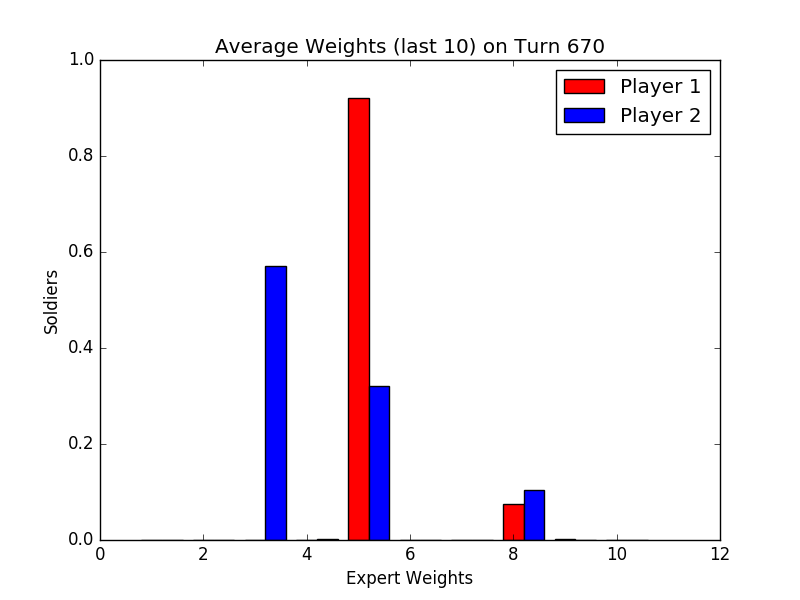 Average Weights (last 10) on Turn 670
1.0
Player 1
Player 2
0.8
0.6
Soldiers
0.4
0.2
0.0
0 2 4 6 8 10 12
Expert Weights